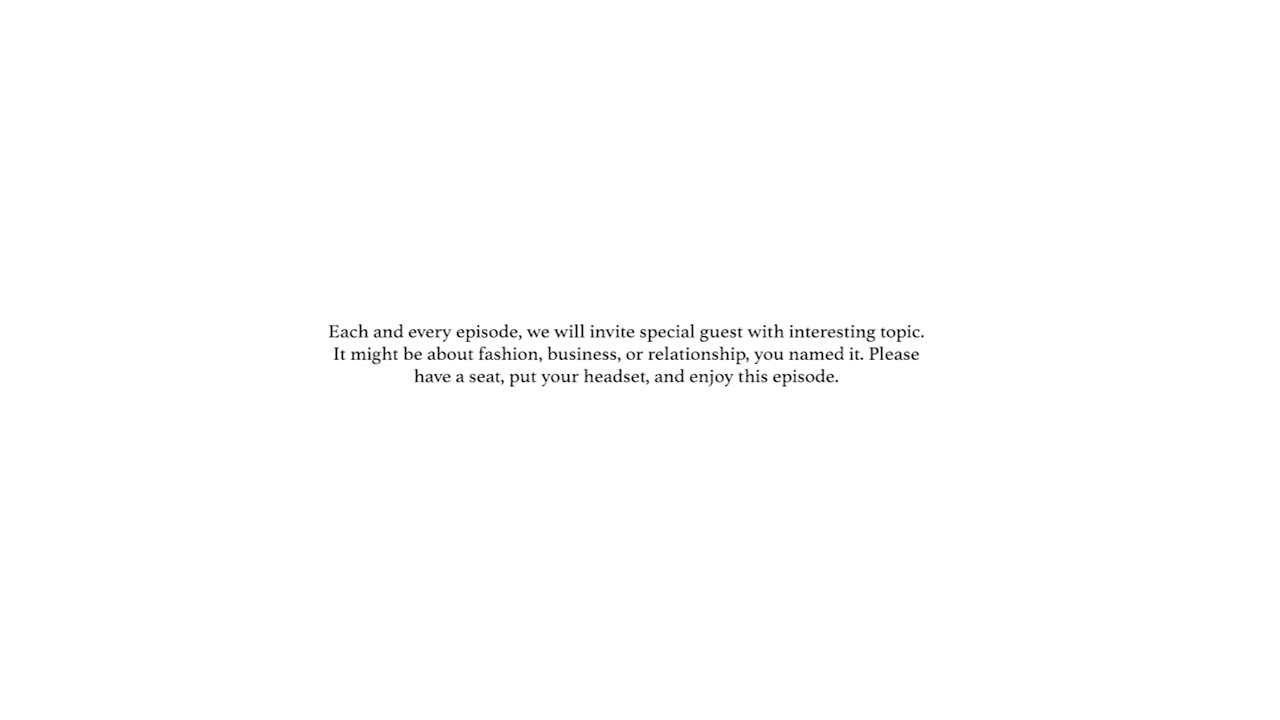 Each and every episode, we will invite special guest with interesting topic.
It might be about fashion, business, or relationship, you named it. Please
have a seat, put your headset, and enjoy this episode.